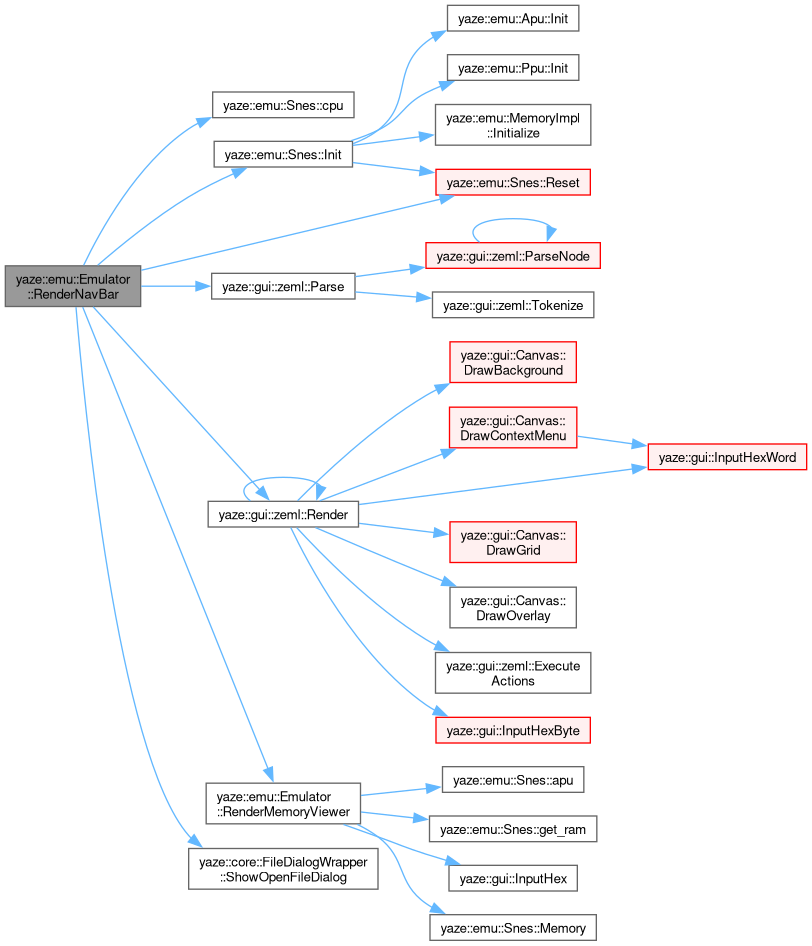 yaze::emu::Apu::Init
yaze::emu::Ppu::Init
yaze::emu::Snes::cpu
yaze::emu::MemoryImpl
::Initialize
yaze::emu::Snes::Init
yaze::emu::Snes::Reset
yaze::gui::zeml::ParseNode
yaze::emu::Emulator
::RenderNavBar
yaze::gui::zeml::Parse
yaze::gui::zeml::Tokenize
yaze::gui::Canvas::
DrawBackground
yaze::gui::Canvas::
DrawContextMenu
yaze::gui::InputHexWord
yaze::gui::zeml::Render
yaze::gui::Canvas::
DrawGrid
yaze::gui::Canvas::
DrawOverlay
yaze::gui::zeml::Execute
Actions
yaze::gui::InputHexByte
yaze::emu::Snes::apu
yaze::emu::Emulator
::RenderMemoryViewer
yaze::emu::Snes::get_ram
yaze::core::FileDialogWrapper
::ShowOpenFileDialog
yaze::gui::InputHex
yaze::emu::Snes::Memory